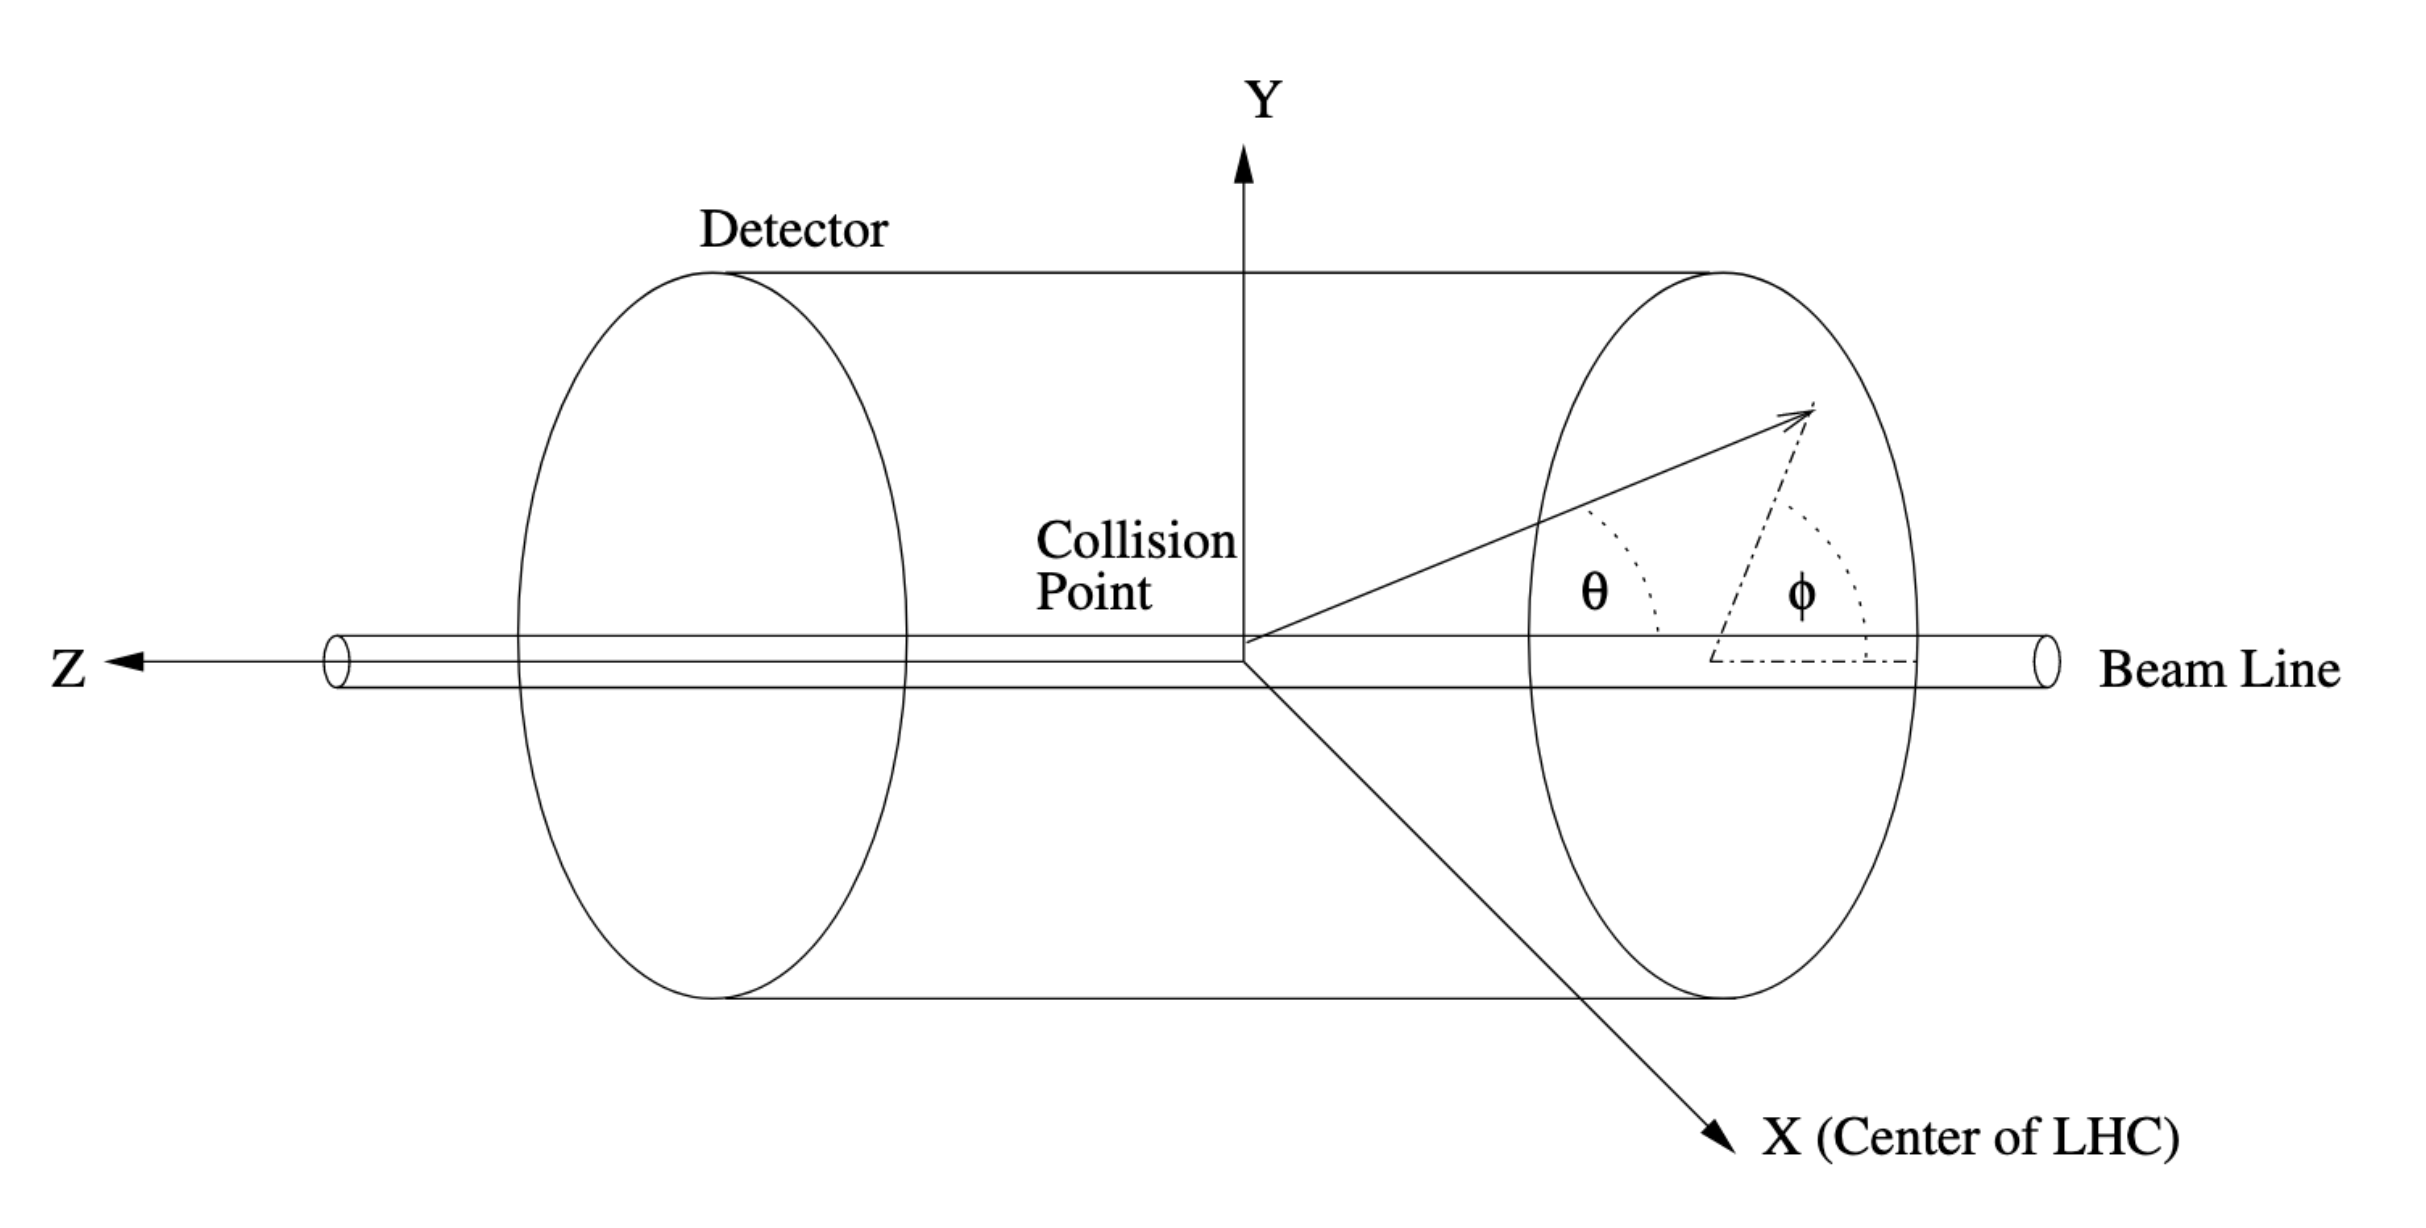 Y
Detector
Collision
Point
θ
ϕ
Z
Beam Line
X (Center of LHC)